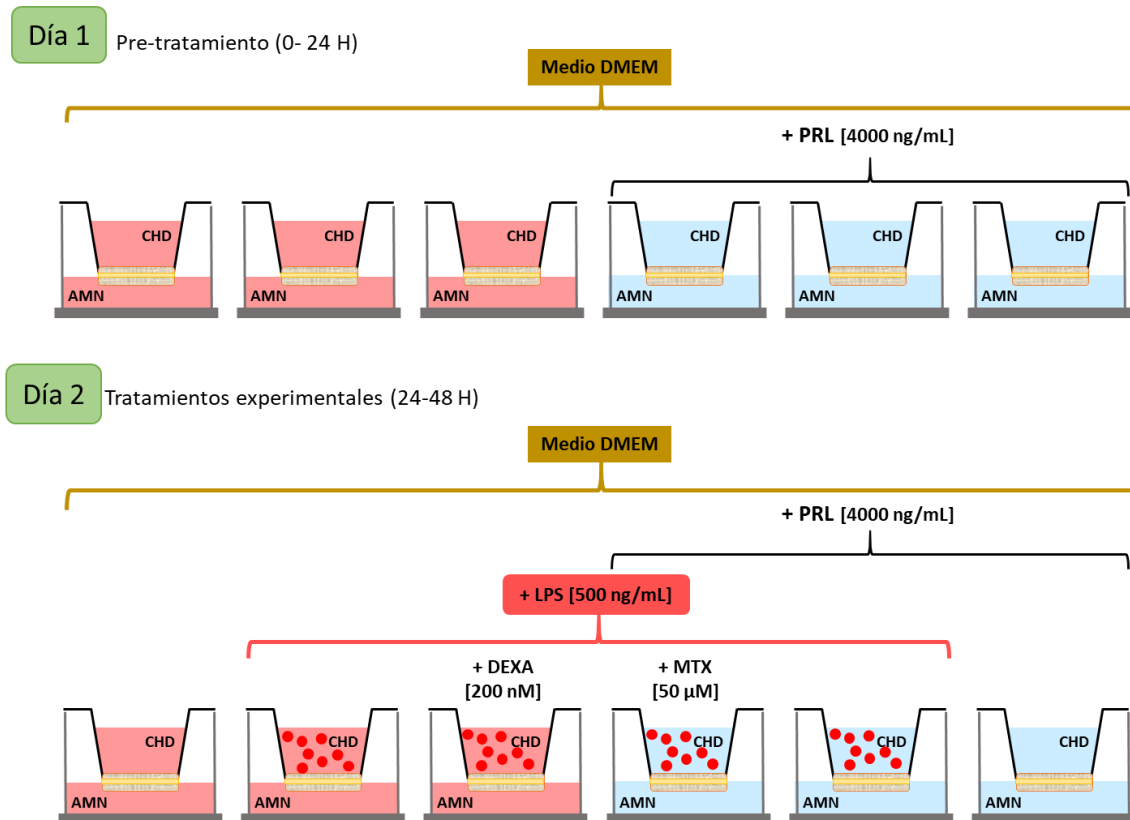 Día 1
Pre-tratamiento (0- 24 H)
Medio DMEM
+ PRL [4000 ng/mL]
CHD CHD CHD CHD CHD CHD
AMN AMN AMN AMN AMN AMN
Día 2
Tratamientos experimentales (24-48 H)
Medio DMEM
+ PRL [4000 ng/mL]
+ LPS [500 ng/mL]
+ DEXA
[200 nM]
+ MTX
[50 µM]
CHD CHD CHD CHD CHD CHD
AMN AMN AMN AMN AMN AMN